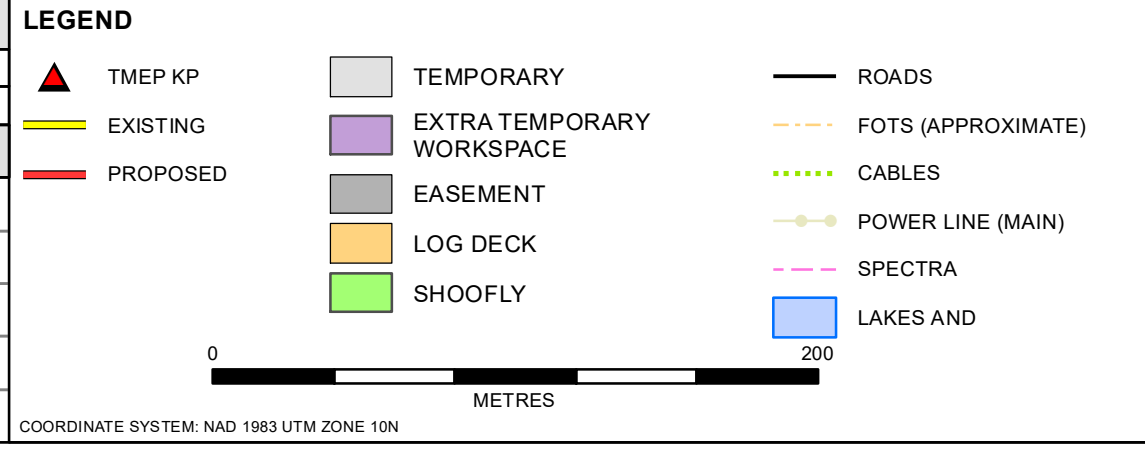 LEGEND
TMEP KP
EXISTING
PROPOSED
TEMPORARY
EXTRA TEMPORARY
WORKSPACE
EASEMENT
LOG DECK
SHOOFLY
ROADS
FOTS (APPROXIMATE)
CABLES
POWER LINE (MAIN)
SPECTRA
LAKES AND
0 200
METRES
COORDINATE SYSTEM: NAD 1983 UTM ZONE 10N